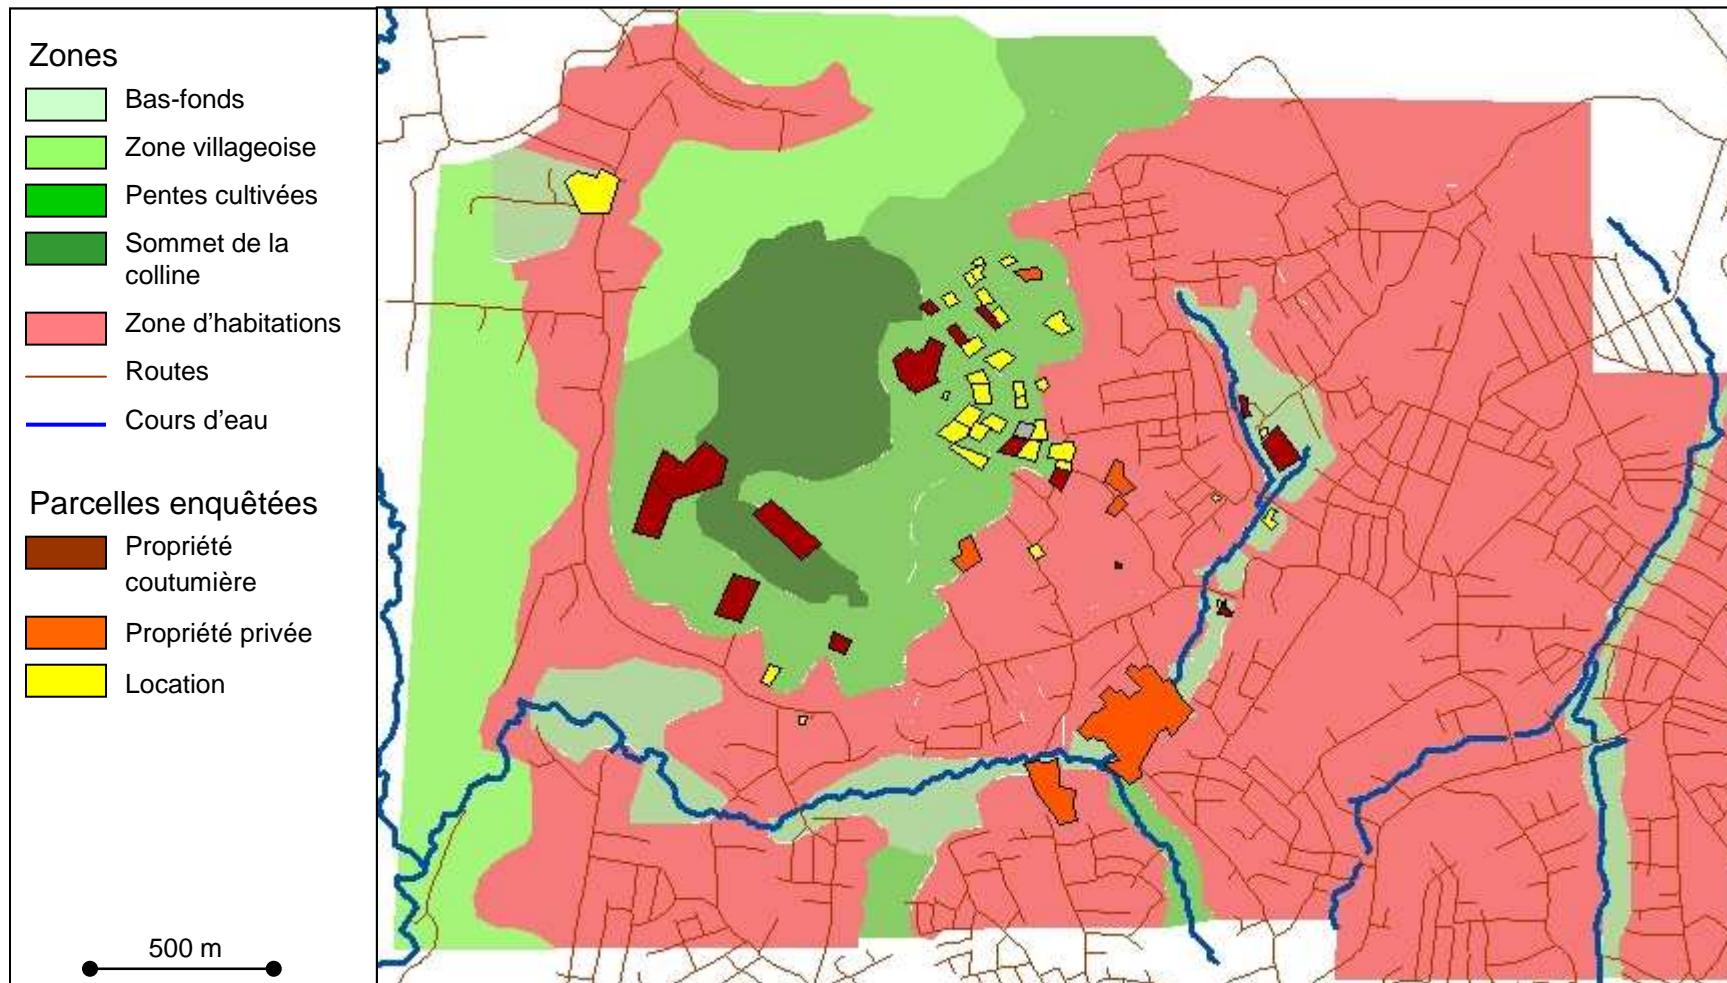 Zones
Bas-fonds
Zone villageoise
Pentes cultivées
Sommet de la
colline
Zone d’habitations
Routes
Cours d’eau
Parcelles enquêtées
Propriété
coutumière
Propriété privée
Location
500 m